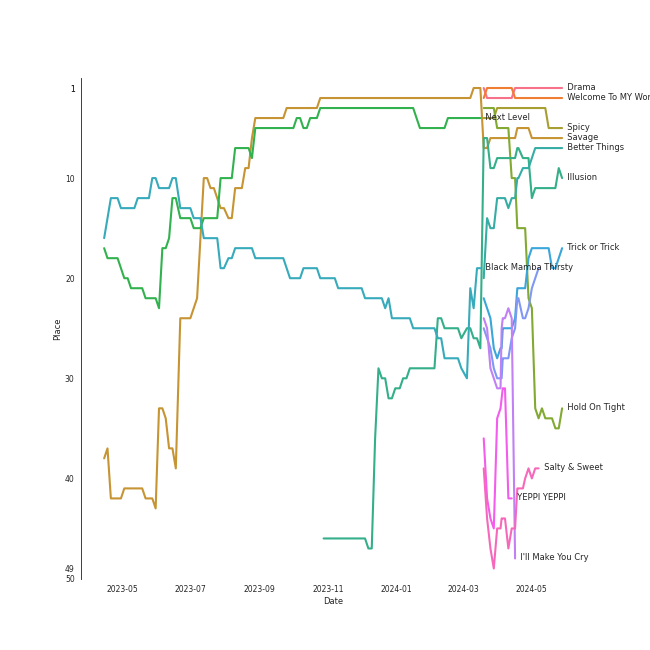 1
10
20
30
40
49
50
Place
2023-05
2023-07
2023-09
2023-11
2024-01
2024-03
2024-05
Date
Drama
Welcome To MY Wor
Next Level
Spicy
Savage
Better Things
Illusion
Trick or Trick
Black Mamba
Thirsty
Hold On Tight
Salty & Sweet
YEPPI YEPPI
I'll Make You Cry